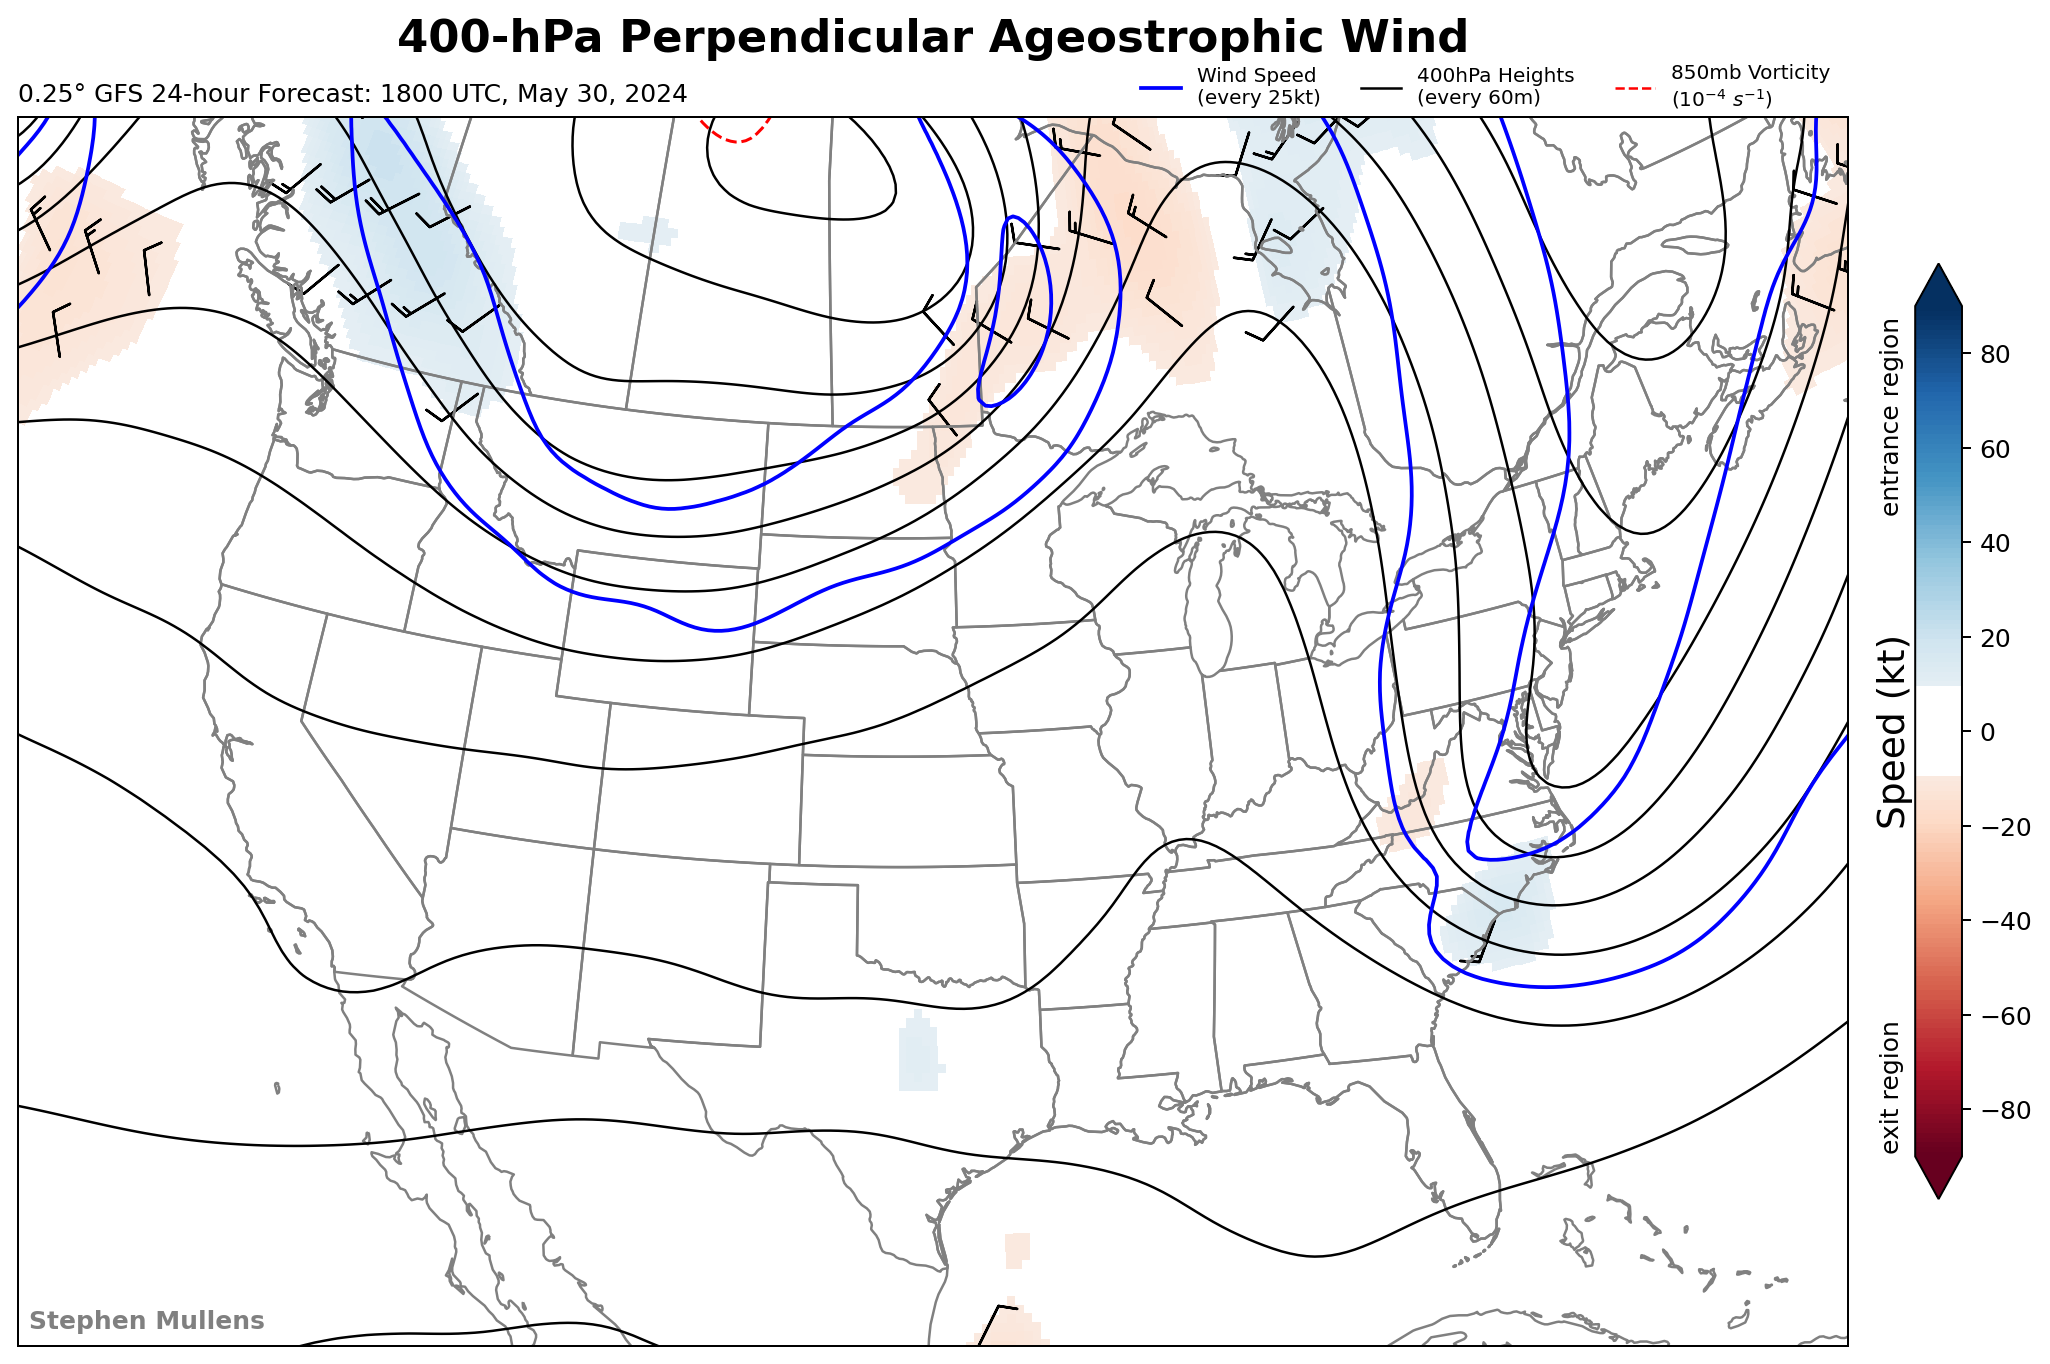 400-hPa Perpendicular Ageostrophic Wind
0.25° GFS 24-hour Forecast: 1800 UTC, May 30, 2024
Wind Speed
(every 25kt)
400hPa Heights
(every 60m)
850mb Vorticity
(10⁻⁴ s⁻¹)
entrance region
Speed (kt)
exit region
80
60
40
20
0
−20
−40
−60
−80
Stephen Mullens